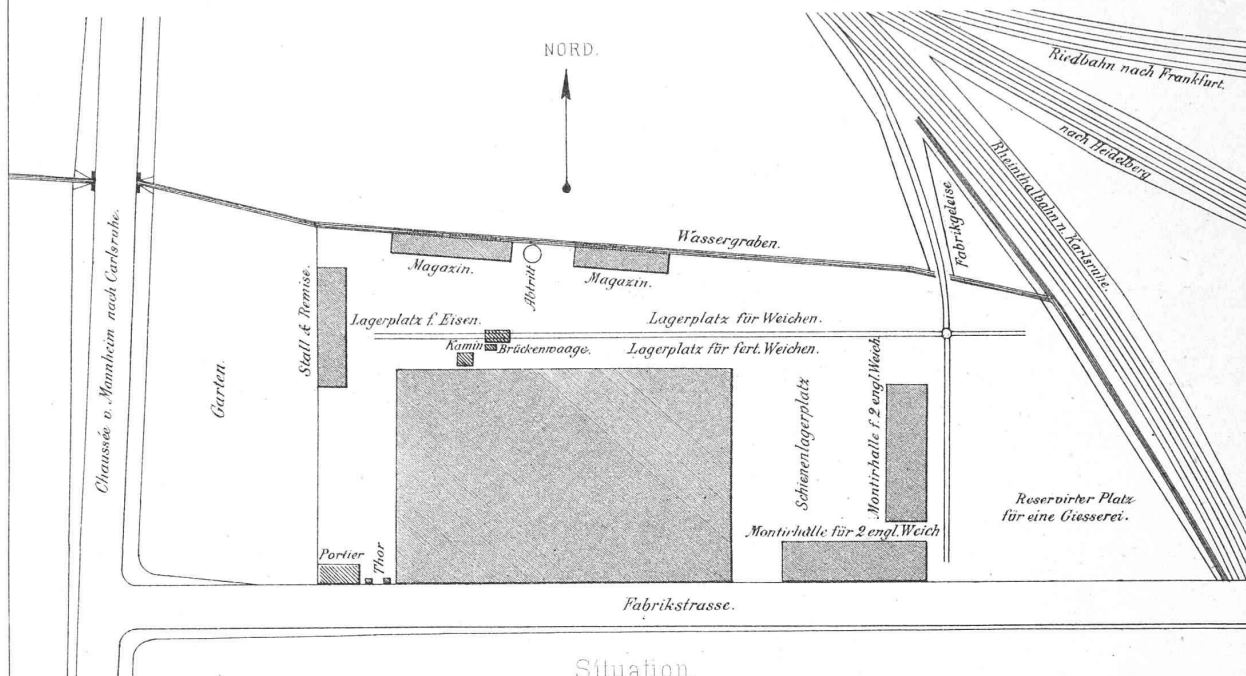 NORD.
Riedbahn nach Frankfurt.
nach Heidelberg
Rheinthalbahn n. Karlsruhe.
Fabrikgeleise
Wassergraben.
Chaussée v. Mannheim nach Carlsruhe.
Garten
Stall & Remise.
Magazin.
Abtritt
Magazin.
Lagerplatz f. Eisen.
Lagerplatz für Weichen.
Kamin
Brückenwaage.
Lagerplatz für fert. Weichen.
Schienenlagerplatz
Montirhalle f. 2 engl. Weich.
Reservirter Platz
für eine Giesserei.
Montirhalle für 2 engl. Weich
Portier
Thor
Fabrikstrasse.
Situation.